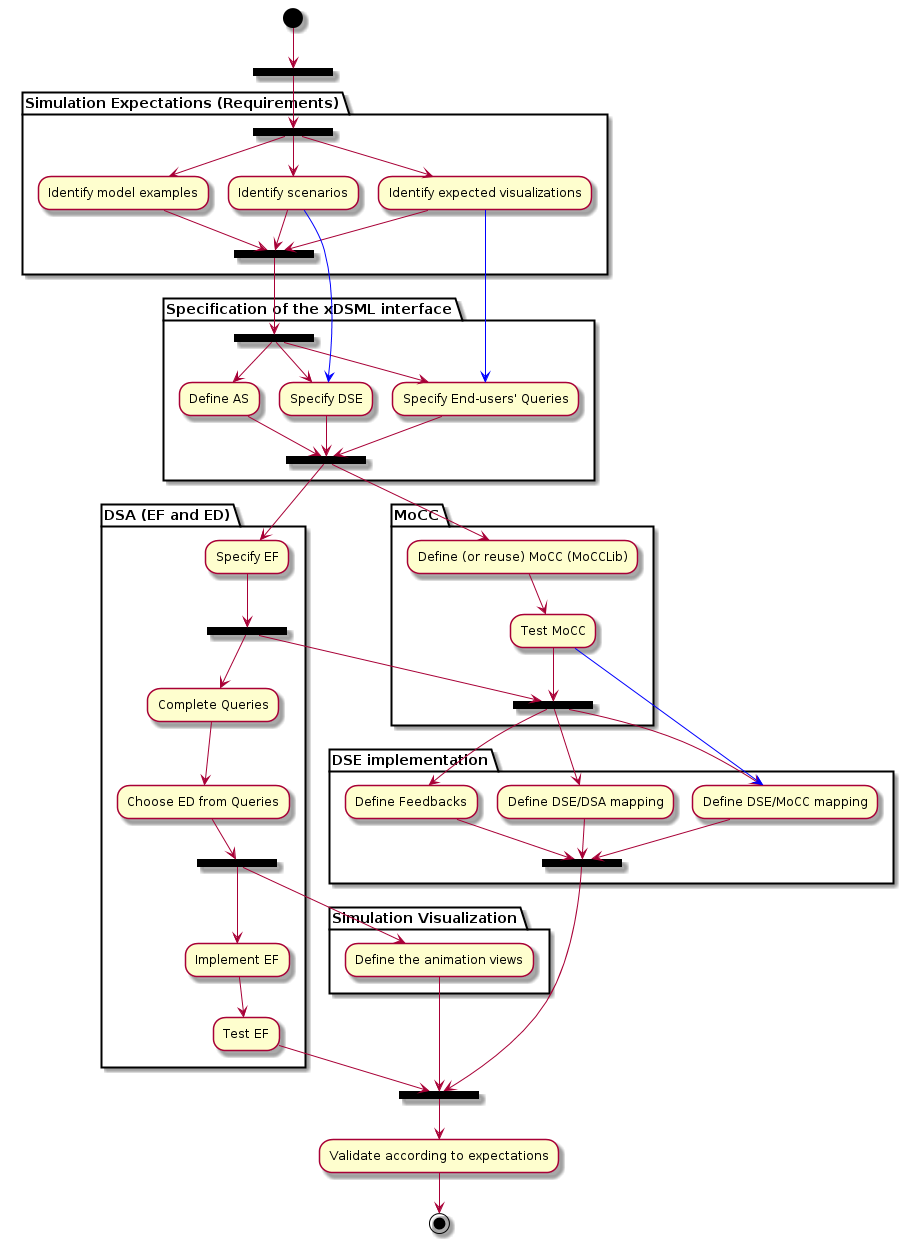 Simulation Expectations (Requirements)
Identify model examples
Identify scenarios
Identify expected visualizations
Specification of the xDSML interface
Define AS
Specify DSE
Specify End-users' Queries
DSA (EF and ED)
MoCC
Specify EF
Define (or reuse) MoCC (MoCCLib)
Test MoCC
Complete Queries
DSE implementation
Choose ED from Queries
Define Feedbacks
Define DSE/DSA mapping
Define DSE/MoCC mapping
Simulation Visualization
Implement EF
Define the animation views
Test EF
Validate according to expectations